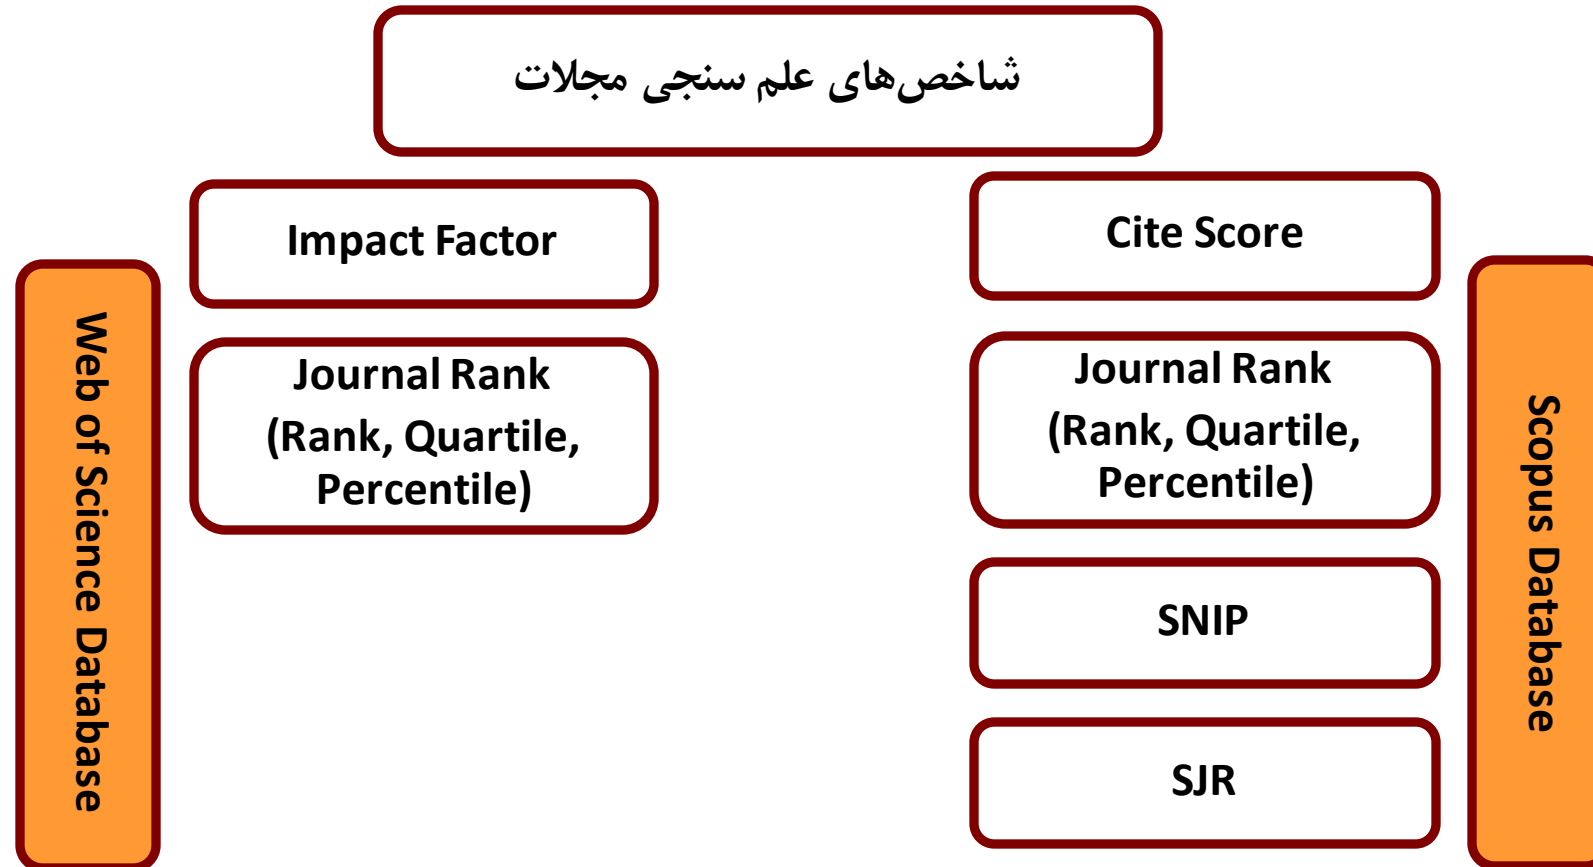 شاخص‌های علم سنجی مجلات
Web of Science Database
Impact Factor
Journal Rank
(Rank, Quartile,
Percentile)
Cite Score
Journal Rank
(Rank, Quartile,
Percentile)
SNIP
SJR
Scopus Database